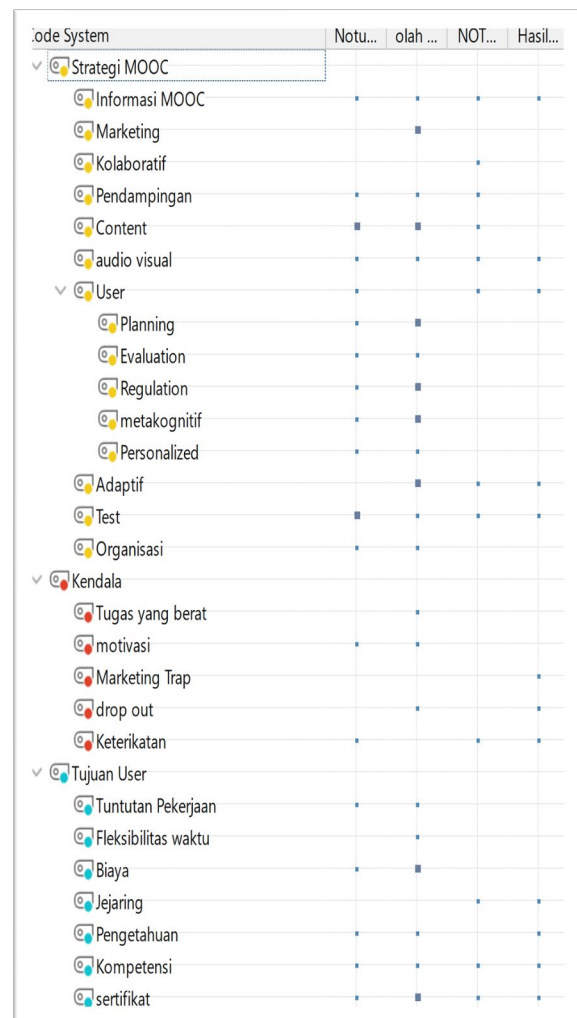 ode System Notu... olah ... NOT... Hasil...
Strategi MOOC
Informasi MOOC
Marketing
Kolaboratif
Pendampingan
Content
audio visual
User
Planning
Evaluation
Regulation
metakognitif
Personalized
Adaptif
Test
Organisasi
Kendala
Tugas yang berat
motivasi
Marketing Trap
drop out
Keterikatan
Tujuan User
Tuntutan Pekerjaan
Fleksibilitas waktu
Biaya
Jejaring
Pengetahuan
Kompetensi
sertifikat